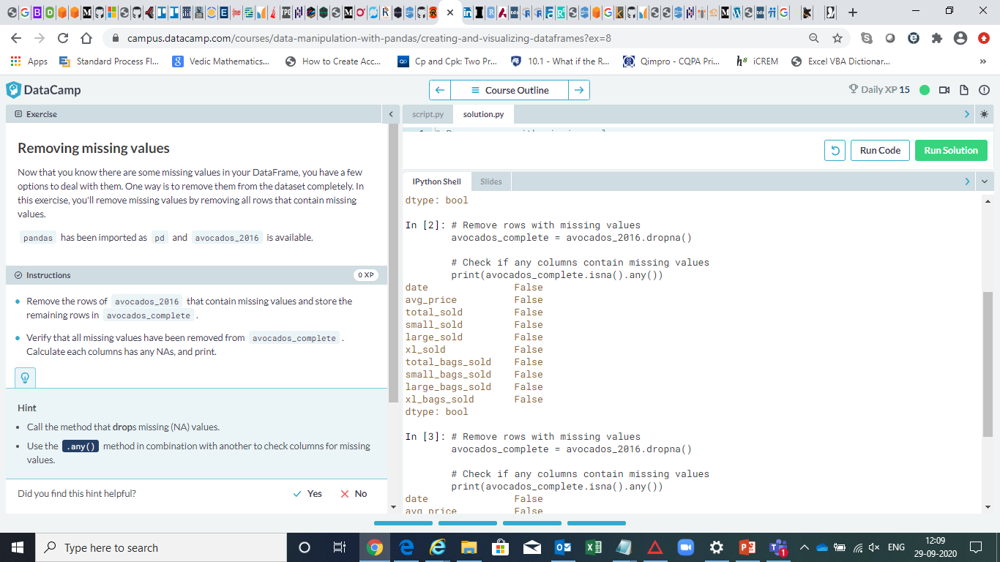 campus.datacamp.com/courses/data-manipulation-with-pandas/creating-and-visualizing-dataframes?ex=8
Apps
Standard Process Fl...
Vedic Mathematics...
How to Create Acc...
Cp and Cpk: Two Pr...
10.1 - What if the R...
Qimpro - CQPA Pri...
iCREM
Excel VBA Dictionar...
»
DataCamp
Course Outline
Daily XP 15
Exercise
script.py
solution.py
Removing missing values
Run Code
Run Solution
Now that you know there are some missing values in your DataFrame, you have a few
options to deal with them. One way is to remove them from the dataset completely. In
this exercise, you'll remove missing values by removing all rows that contain missing
values.
pandas has been imported as pd and avocados_2016 is available.
Instructions
0 XP
Remove the rows of avocados_2016 that contain missing values and store the
remaining rows in avocados_complete .
Verify that all missing values have been removed from avocados_complete .
Calculate each columns has any NAs, and print.
Hint
Call the method that drops missing (NA) values.
Use the .any() method in combination with another to check columns for missing
values.
Did you find this hint helpful?
Yes
No
IPython Shell
Slides
dtype: bool
In [2]: # Remove rows with missing values
avocados_complete = avocados_2016.dropna()
# Check if any columns contain missing values
print(avocados_complete.isna().any())
date False
avg_price False
total_sold False
small_sold False
large_sold False
xl_sold False
total_bags_sold False
small_bags_sold False
large_bags_sold False
xl_bags_sold False
dtype: bool
In [3]: # Remove rows with missing values
avocados_complete = avocados_2016.dropna()
# Check if any columns contain missing values
print(avocados_complete.isna().any())
date False
avg_price False
Type here to search
ENG
12:09
29-09-2020